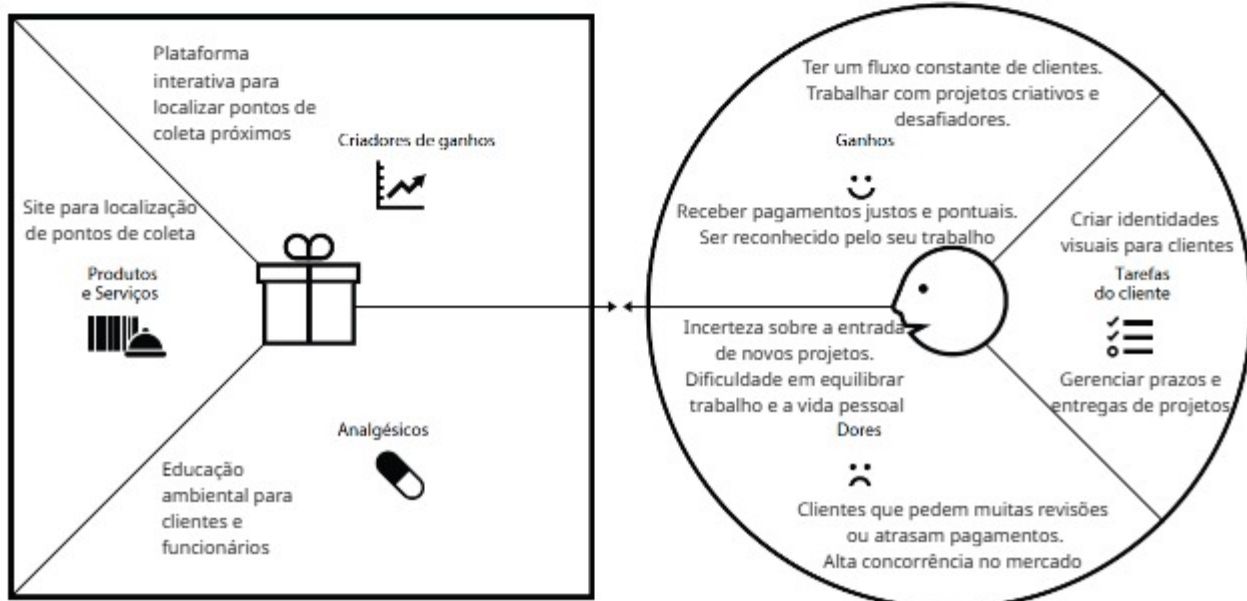 Plataforma
interativa para
localizar pontos de
coleta próximos
Criadores de ganhos
Site para localização
de pontos de coleta
Produtos
e Serviços
Analgésicos
Educação
ambiental para
clientes e
funcionários
Ter um fluxo constante de clientes.
Trabalhar com projetos criativos e
desafiadores.
Ganhos
Receber pagamentos justos e pontuais.
Ser reconhecido pelo seu trabalho
Criar identidades
visuais para clientes
Tarefas
do cliente
Gerenciar prazos e
entregas de projetos
Incerteza sobre a entrada
de novos projetos.
Dificuldade em equilibrar
trabalho e a vida pessoal
Dores
Clientes que pedem muitas revisões
ou atrasam pagamentos.
Alta concorrência no mercado